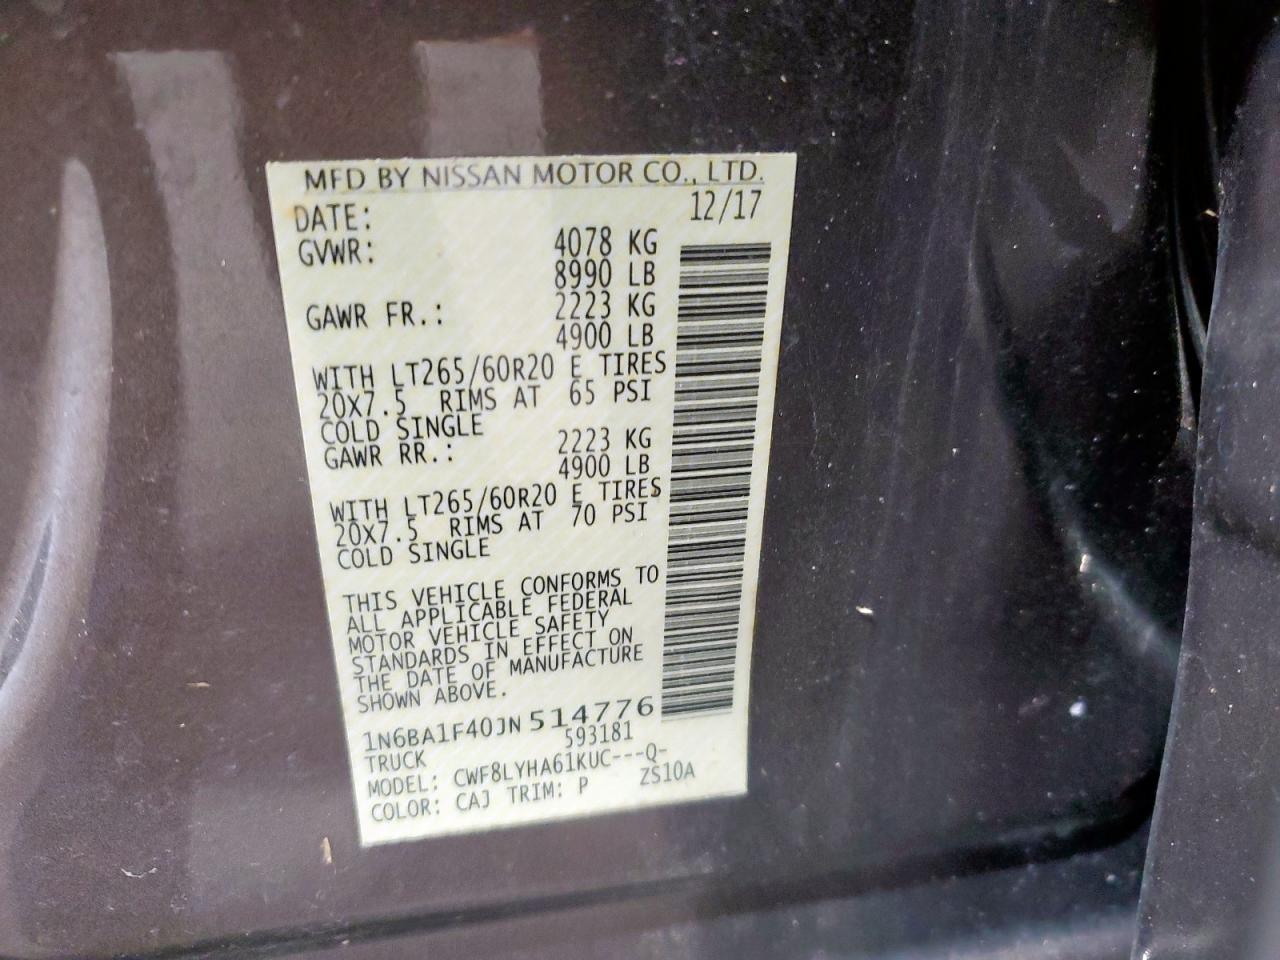 MFD BY NISSAN MOTOR CO., LTD.
DATE: 12/17
GVWR: 4078 KG
8990 LB
GAWR FR.: 2223 KG
4900 LB
WITH LT265/60R20 E TIRES
20X7.5 RIMS AT 65 PSI
COLD SINGLE
GAWR RR.: 2223 KG
4900 LB
WITH LT265/60R20 E TIRES
20X7.5 RIMS AT 70 PSI
COLD SINGLE
THIS VEHICLE CONFORMS TO
ALL APPLICABLE FEDERAL
MOTOR VEHICLE SAFETY
STANDARDS IN EFFECT ON
THE DATE OF MANUFACTURE
SHOWN ABOVE.
1N6BA1F40JN514776
TRUCK 593181
MODEL: CWF8LYHA61KUC---Q-
COLOR: CAJ TRIM: P ZS10A